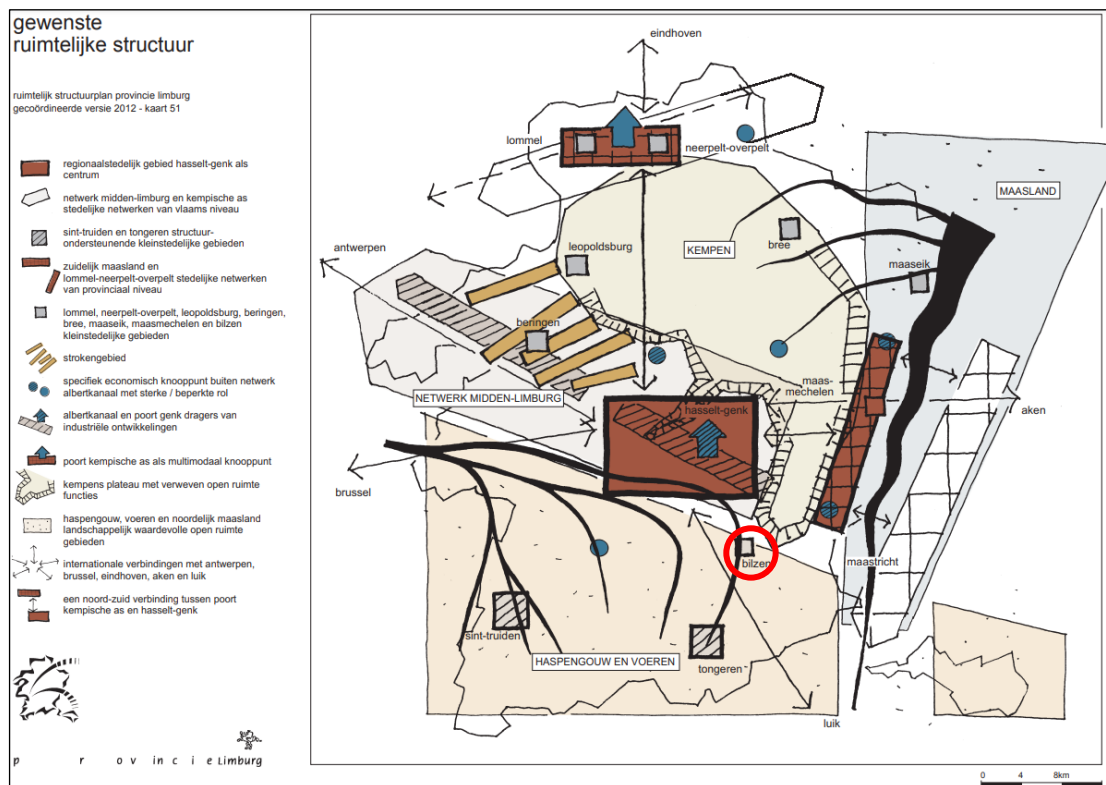 gewenste
ruimtelijke structuur
ruimtelijk structuurplan provincie limburg
gecoördineerde versie 2012 - kaart 51
regionaalstedelijk gebied hasselt-genk als
centrum
netwerk midden-limburg en kempische as
stedelijke netwerken van vlaams niveau
sint-truiden en tongeren structuur-
ondersteunende kleinstedelijke gebieden
zuidelijk maasland en
lommel-neerpelt-overpelt stedelijke netwerken
van provinciaal niveau
lommel, neerpelt-overpelt, leopoldsburg, beringen,
bree, maaseik, maasmechelen en bilzen
kleinstedelijke gebieden
strokengebied
specifiek economisch knooppunt buiten netwerk
albertkanaal met sterke / beperkte rol
albertkanaal en poort genk dragers van
industriële ontwikkelingen
poort kempische as als multimodaal knooppunt
kempens plateau met verweven open ruimte
functies
haspengouw, voeren en noordelijk maasland
landschappelijk waardevolle open ruimte
gebieden
internationale verbindingen met antwerpen,
brussel, eindhoven, aken en luik
een noord-zuid verbinding tussen poort
kempische as en hasselt-genk
p r o v i n c i e Limburg
eindhoven
lommel
neerpelt-overpelt
MAASLAND
antwerpen
leopoldsburg
KEMPEN
bree
maaseik
beringen
NETWERK MIDDEN-LIMBURG
hasselt-genk
maas-
mechelen
aken
brussel
bilzen
maastricht
sint-truiden
HASPENGOUW EN VOEREN
tongeren
luik
0 4 8km